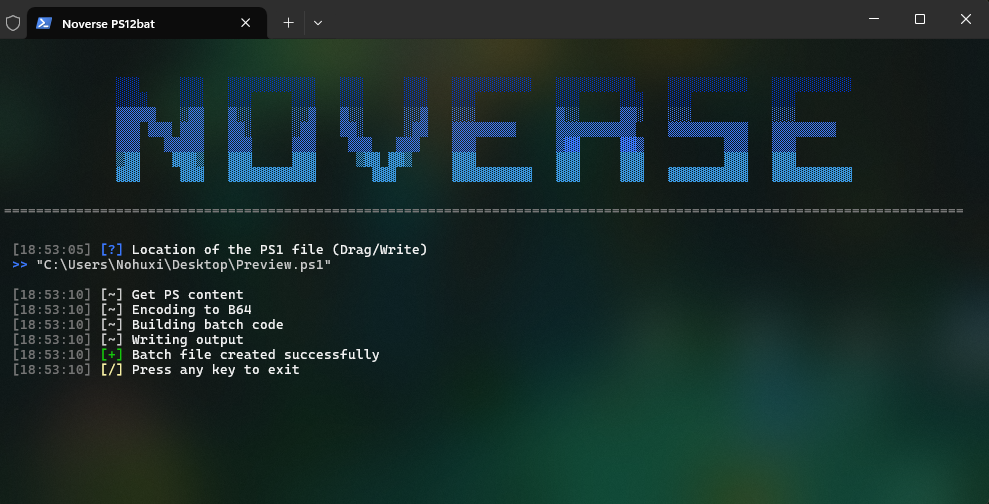 Noverse PS12bat
NOVERSE
========================================================================================================================
[18:53:05] [?] Location of the PS1 file (Drag/Write)
>> "C:\Users\Nohuxi\Desktop\Preview.ps1"
[18:53:10] [~] Get PS content
[18:53:10] [~] Encoding to B64
[18:53:10] [~] Building batch code
[18:53:10] [~] Writing output
[18:53:10] [+] Batch file created successfully
[18:53:10] [/] Press any key to exit